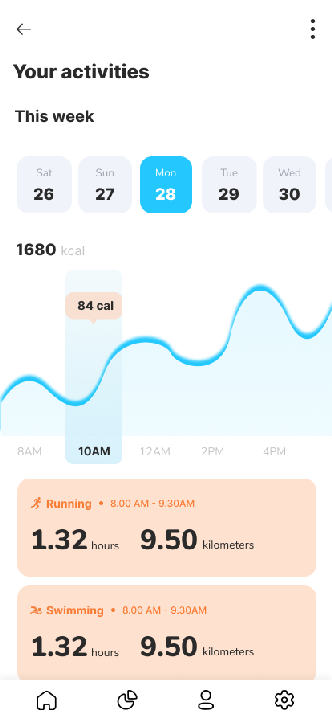 Your activities
This week
Sat Sun Mon Tue Wed
26 27 28 29 30
1680 kcal
84 cal
8AM 10AM 12AM 2PM 4PM
Running • 8.00 AM - 9.30AM
1.32 hours 9.50 kilometers
Swimming • 8.00 AM - 9.30AM
1.32 hours 9.50 kilometers